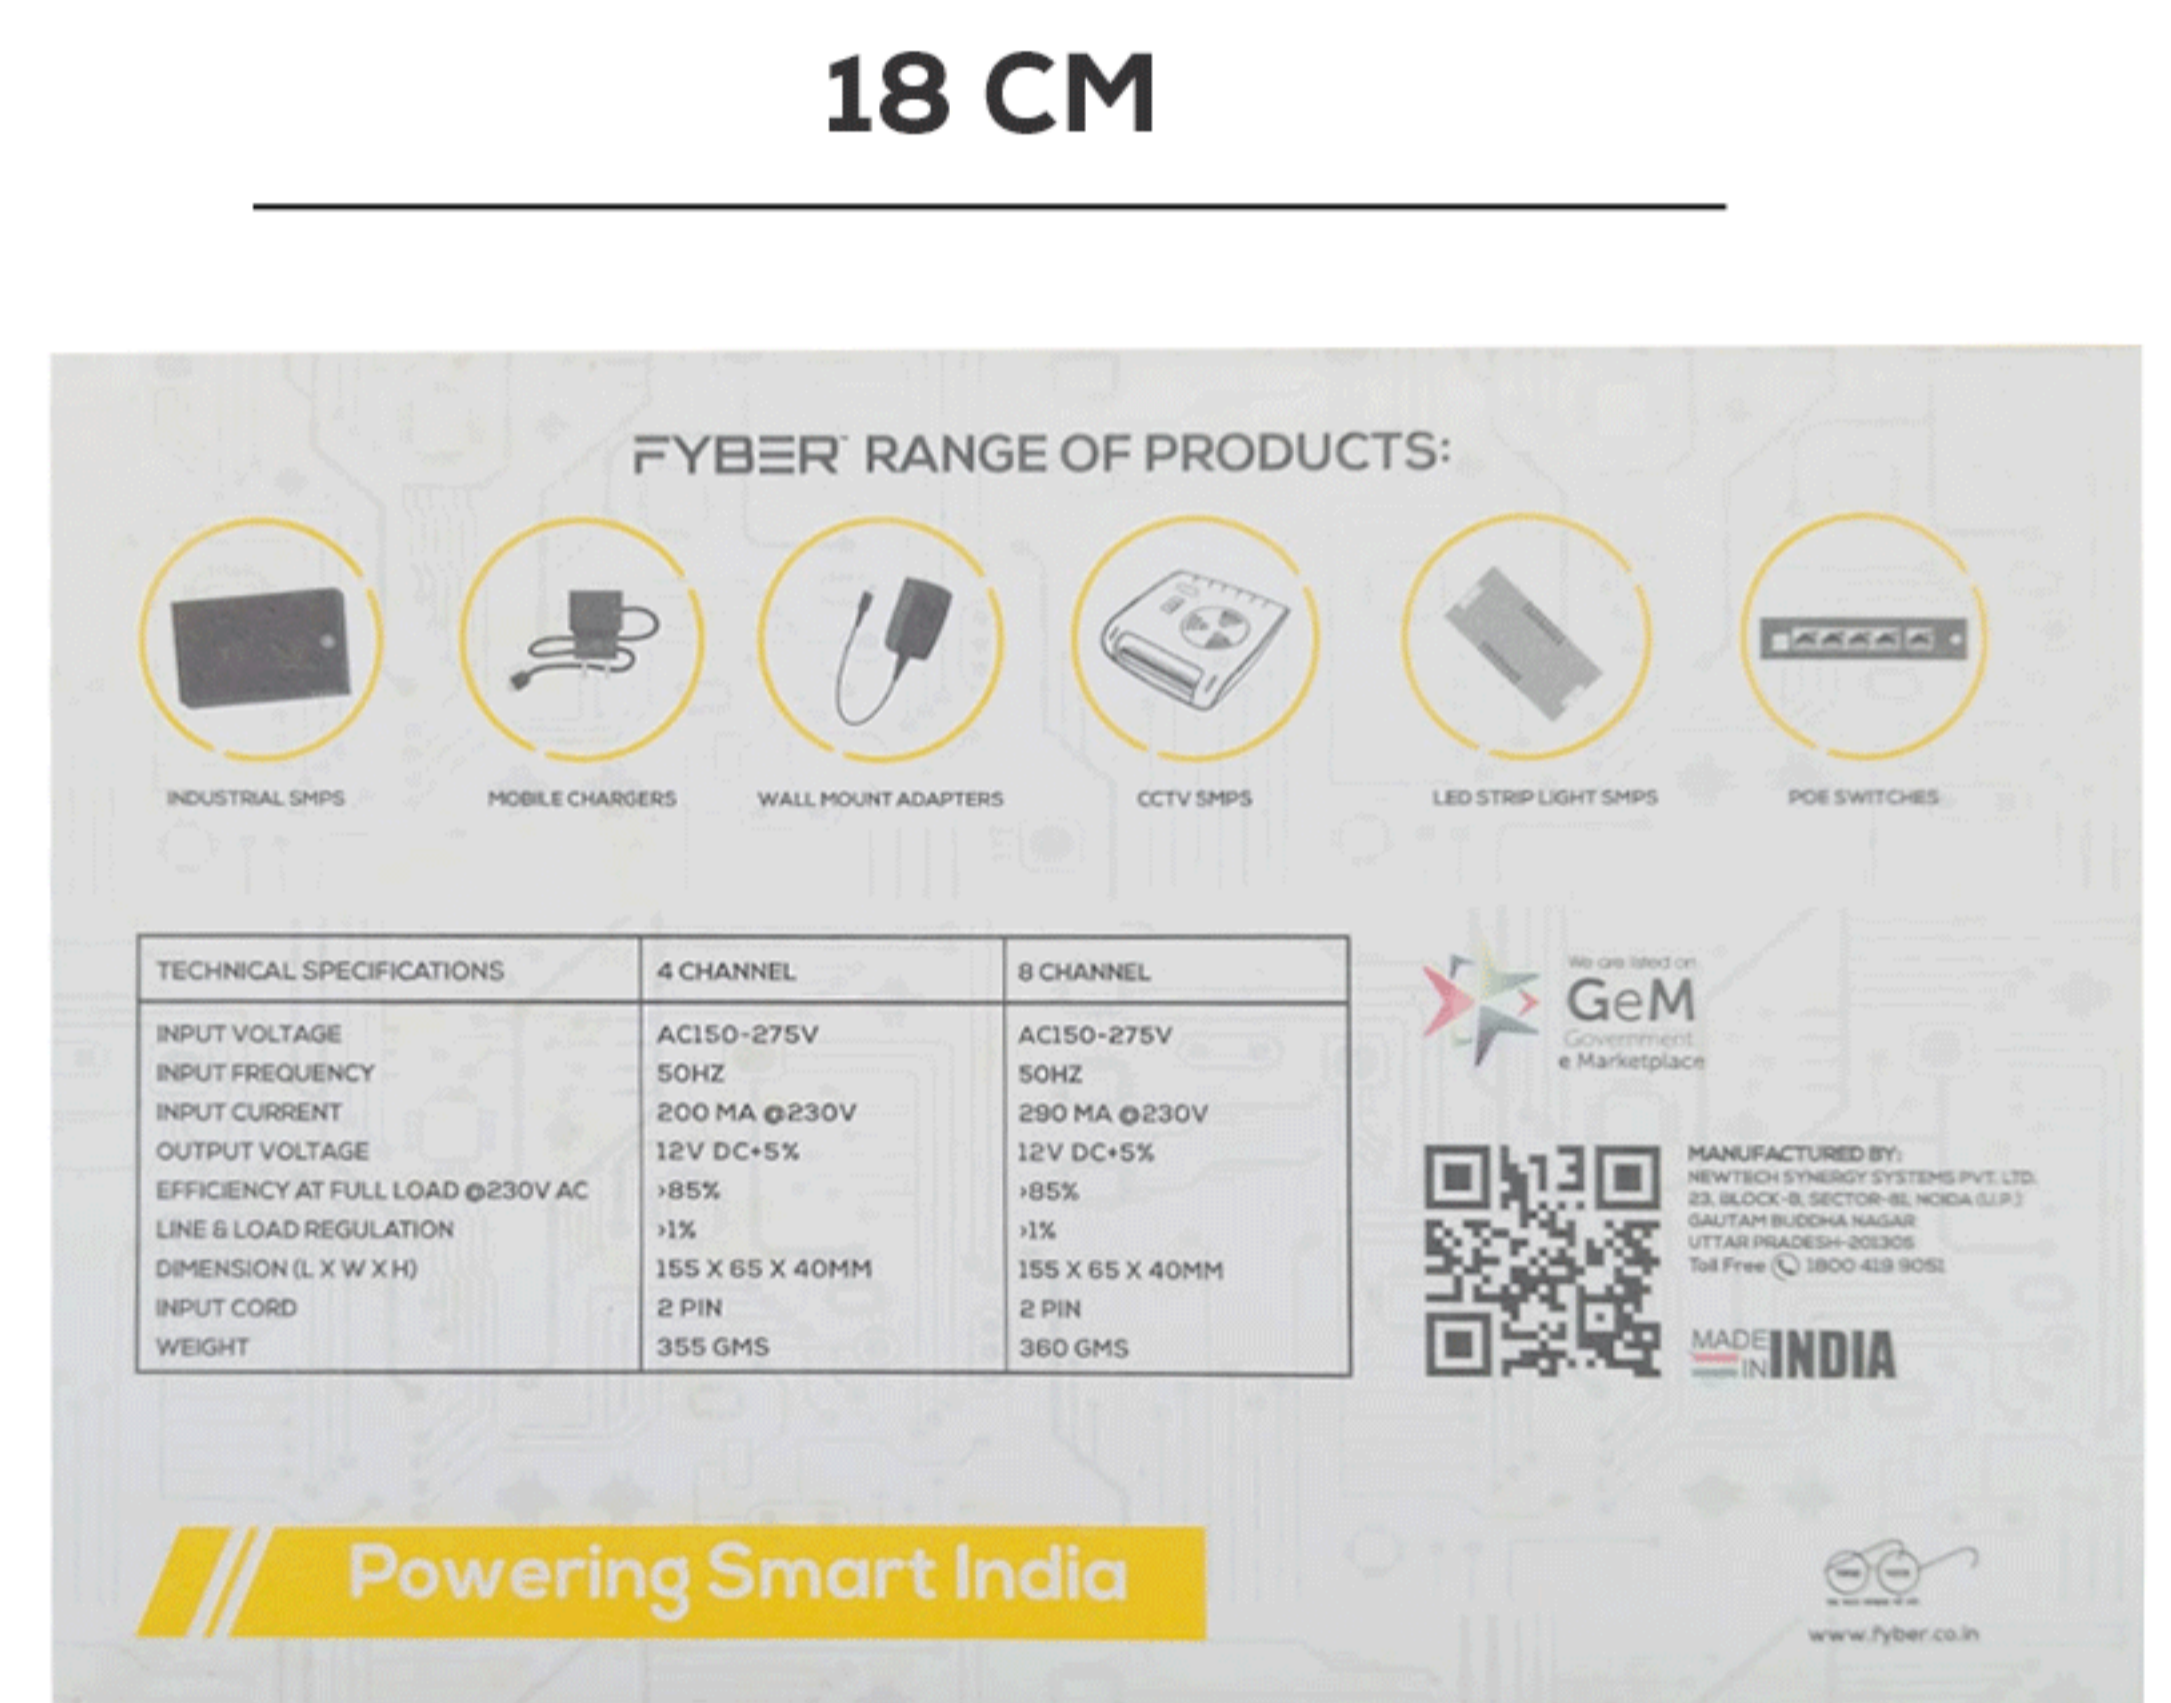 18 CM
FYBER™ RANGE OF PRODUCTS:
INDUSTRIAL SMPS
MOBILE CHARGERS
WALL MOUNT ADAPTERS
CCTV SMPS
LED STRIP LIGHT SMPS
POE SWITCHES
TECHNICAL SPECIFICATIONS 4 CHANNEL 8 CHANNEL
INPUT VOLTAGE AC150-275V AC150-275V
INPUT FREQUENCY 50HZ 50HZ
INPUT CURRENT 200 MA @230V 290 MA @230V
OUTPUT VOLTAGE 12V DC+5% 12V DC+5%
EFFICIENCY AT FULL LOAD @230V AC >85% >85%
LINE & LOAD REGULATION >1% >1%
DIMENSION (L X W X H) 155 X 65 X 40MM 155 X 65 X 40MM
INPUT CORD 2 PIN 2 PIN
WEIGHT 355 GMS 360 GMS
We are listed on
GeM
Government
e Marketplace
MANUFACTURED BY:
NEWTECH SYNERGY SYSTEMS PVT. LTD.
23, BLOCK-B, SECTOR-81, NOIDA (U.P.)
GAUTAM BUDDHA NAGAR
UTTAR PRADESH-201305
Toll Free 1800 419 9051
MADE IN INDIA
Powering Smart India
www.fyber.co.in